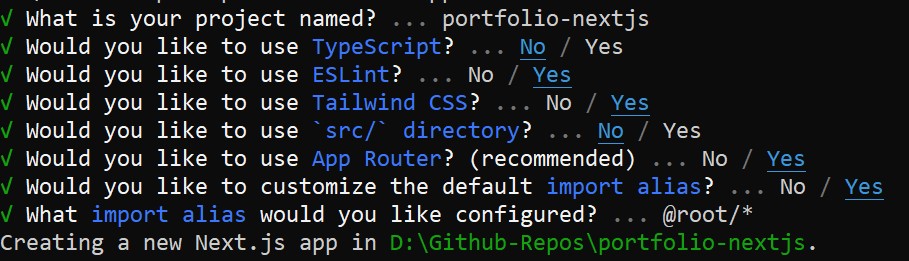 √ What is your project named? ... portfolio-nextjs
√ Would you like to use TypeScript? ... No / Yes
√ Would you like to use ESLint? ... No / Yes
√ Would you like to use Tailwind CSS? ... No / Yes
√ Would you like to use `src/` directory? ... No / Yes
√ Would you like to use App Router? (recommended) ... No / Yes
√ Would you like to customize the default import alias? ... No / Yes
√ What import alias would you like configured? ... @root/*
Creating a new Next.js app in D:\Github-Repos\portfolio-nextjs.